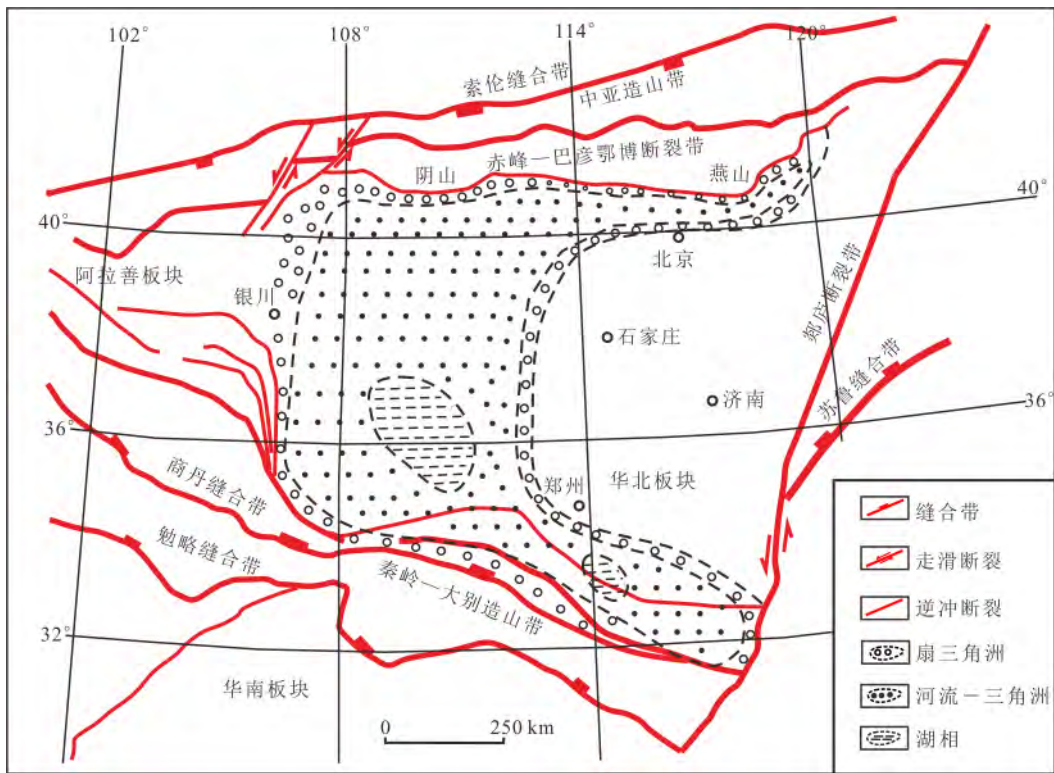 102°
108°
114°
120°
索伦缝合带
中亚造山带
赤峰—巴彦鄂博断裂带
阴山
燕山
40°
40°
北京
阿拉善板块
银川
石家庄
郯庐断裂带
济南
苏鲁缝合带
36°
36°
郑州
华北板块
商丹缝合带
勉略缝合带
秦岭—大别造山带
32°
华南板块
0
250 km
缝合带
走滑断裂
逆冲断裂
扇三角洲
河流－三角洲
湖相